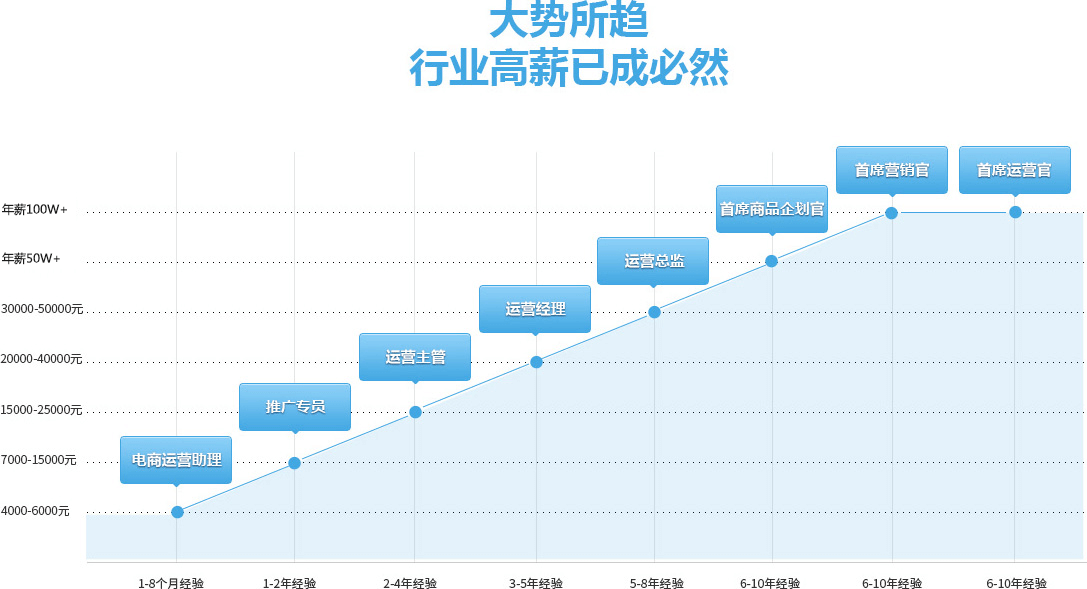 大势所趋
行业高薪已成必然
首席营销官
首席运营官
首席商品企划官
年薪100W+
运营总监
年薪50W+
运营经理
30000-50000元
运营主管
20000-40000元
推广专员
15000-25000元
电商运营助理
7000-15000元
4000-6000元
1-8个月经验
1-2年经验
2-4年经验
3-5年经验
5-8年经验
6-10年经验
6-10年经验
6-10年经验